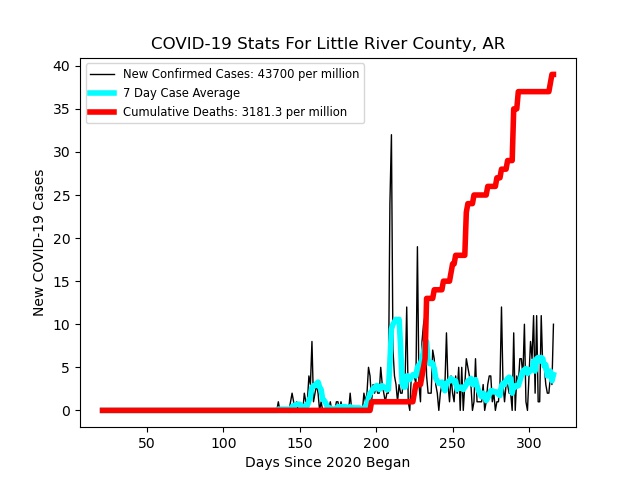 COVID-19 Stats For Little River County, AR
New Confirmed Cases: 43700 per million
7 Day Case Average
Cumulative Deaths: 3181.3 per million
40
35
30
25
20
15
10
5
0
New COVID-19 Cases
50 100 150 200 250 300
Days Since 2020 Began